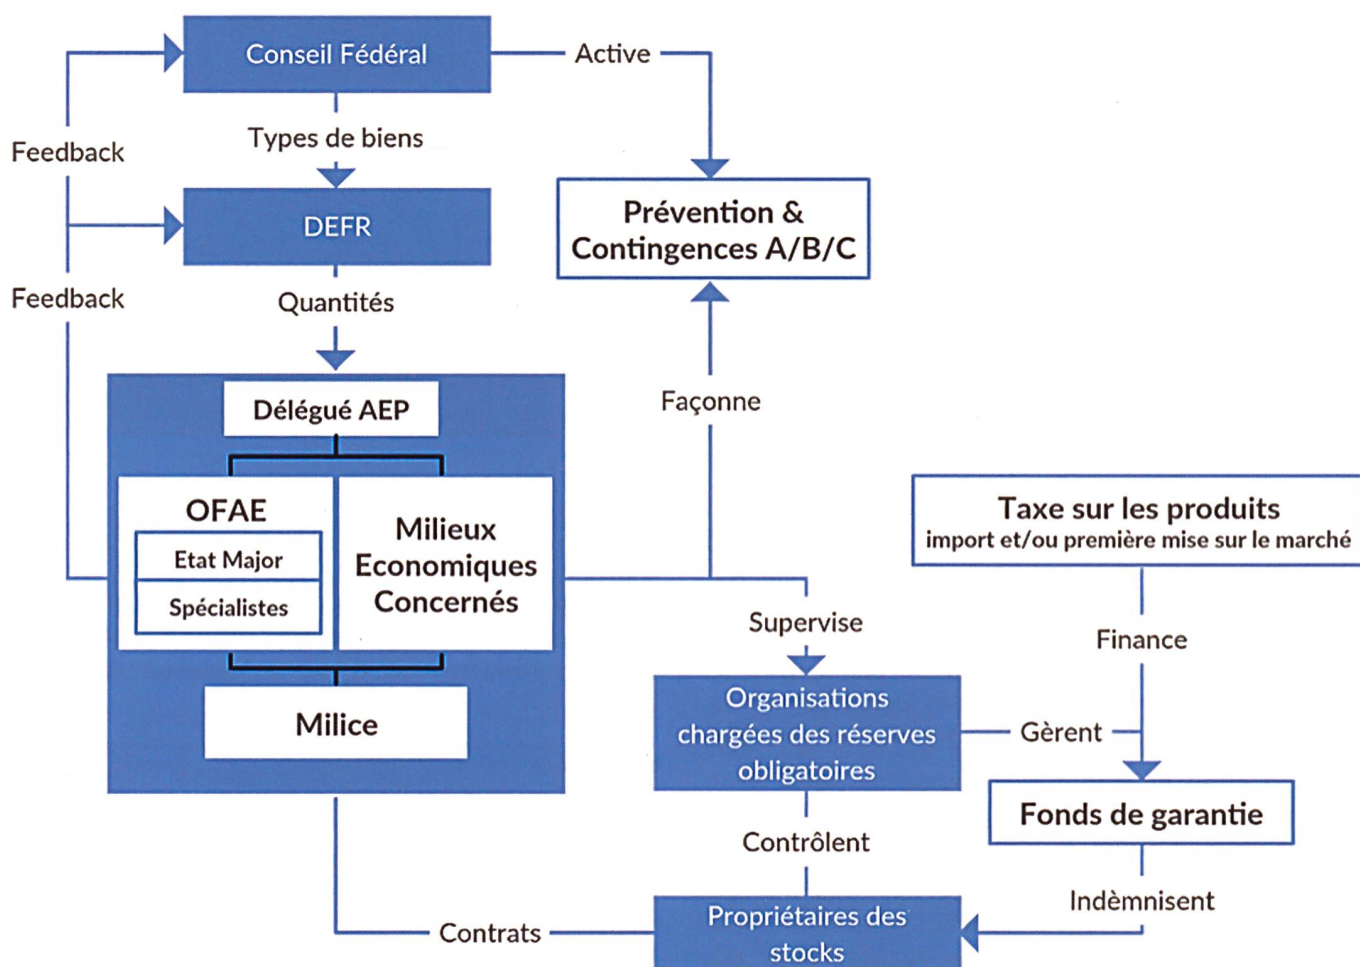 Conseil Fédéral
Active
Feedback
Types de biens
DEFR
Prévention &
Contingences A/B/C
Feedback
Quantités
Délégué AEP
Façonne
OFAE
Etat Major
Spécialistes
Milieux
Economiques
Concernés
Taxe sur les produits
import et/ou première mise sur le marché
Supervise
Finance
Milice
Organisations
chargées des réserves
obligatoires
Gèrent
Fonds de garantie
Contrôlent
Indèmnisent
Contrats
Propriétaires des
stocks